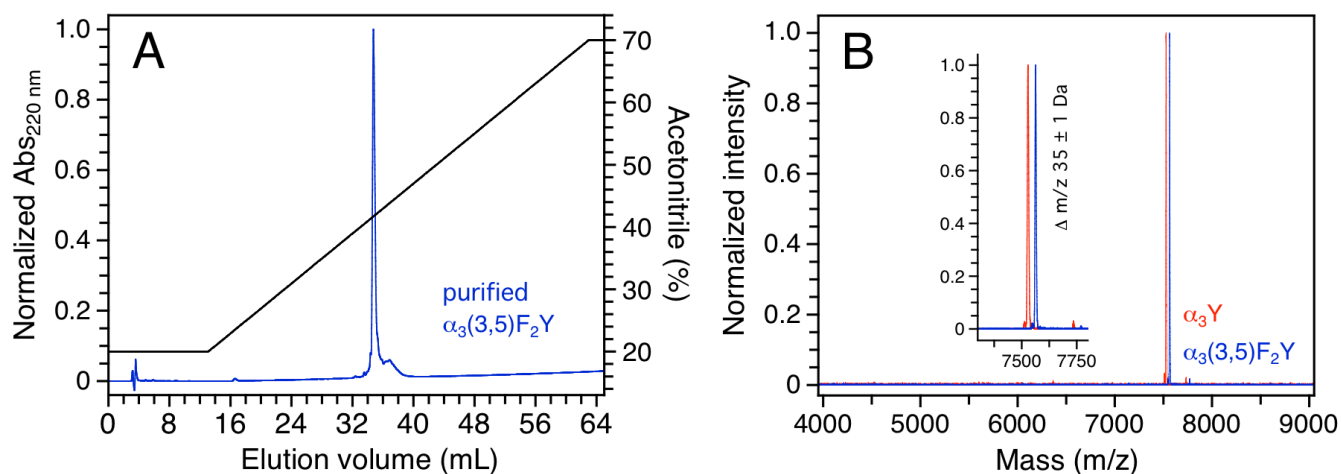 A
Normalized Abs220 nm
1.0
0.8
0.6
0.4
0.2
0
0 8 16 24 32 40 48 56 64
Elution volume (mL)
70
60
50
40
30
20
Acetonitrile (%)
purified
α3(3,5)F2Y
B
Normalized intensity
1.0
0.8
0.6
0.4
0.2
0
4000 5000 6000 7000 8000 9000
Mass (m/z)
1.0
0.8
0.6
0.4
0.2
0
7500 7750
Δ m/z 35 ± 1 Da
α3Y
α3(3,5)F2Y